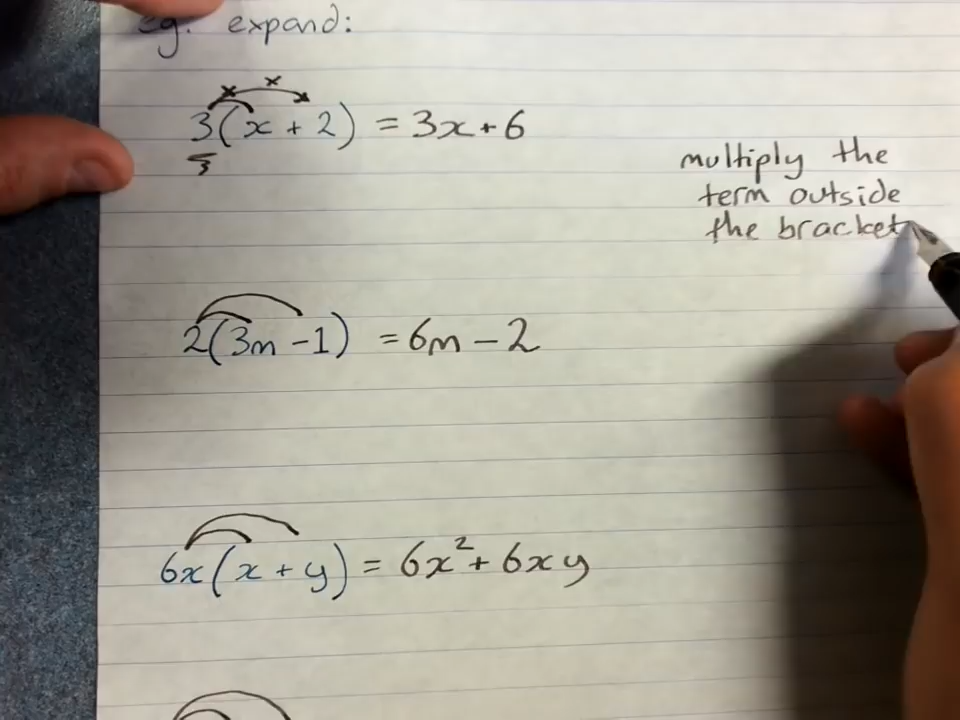 eg. expand:
3(x + 2) = 3x + 6
multiply the
term outside
the bracket
2(3m - 1) = 6m - 2
6x(x + y) = 6x² + 6xy